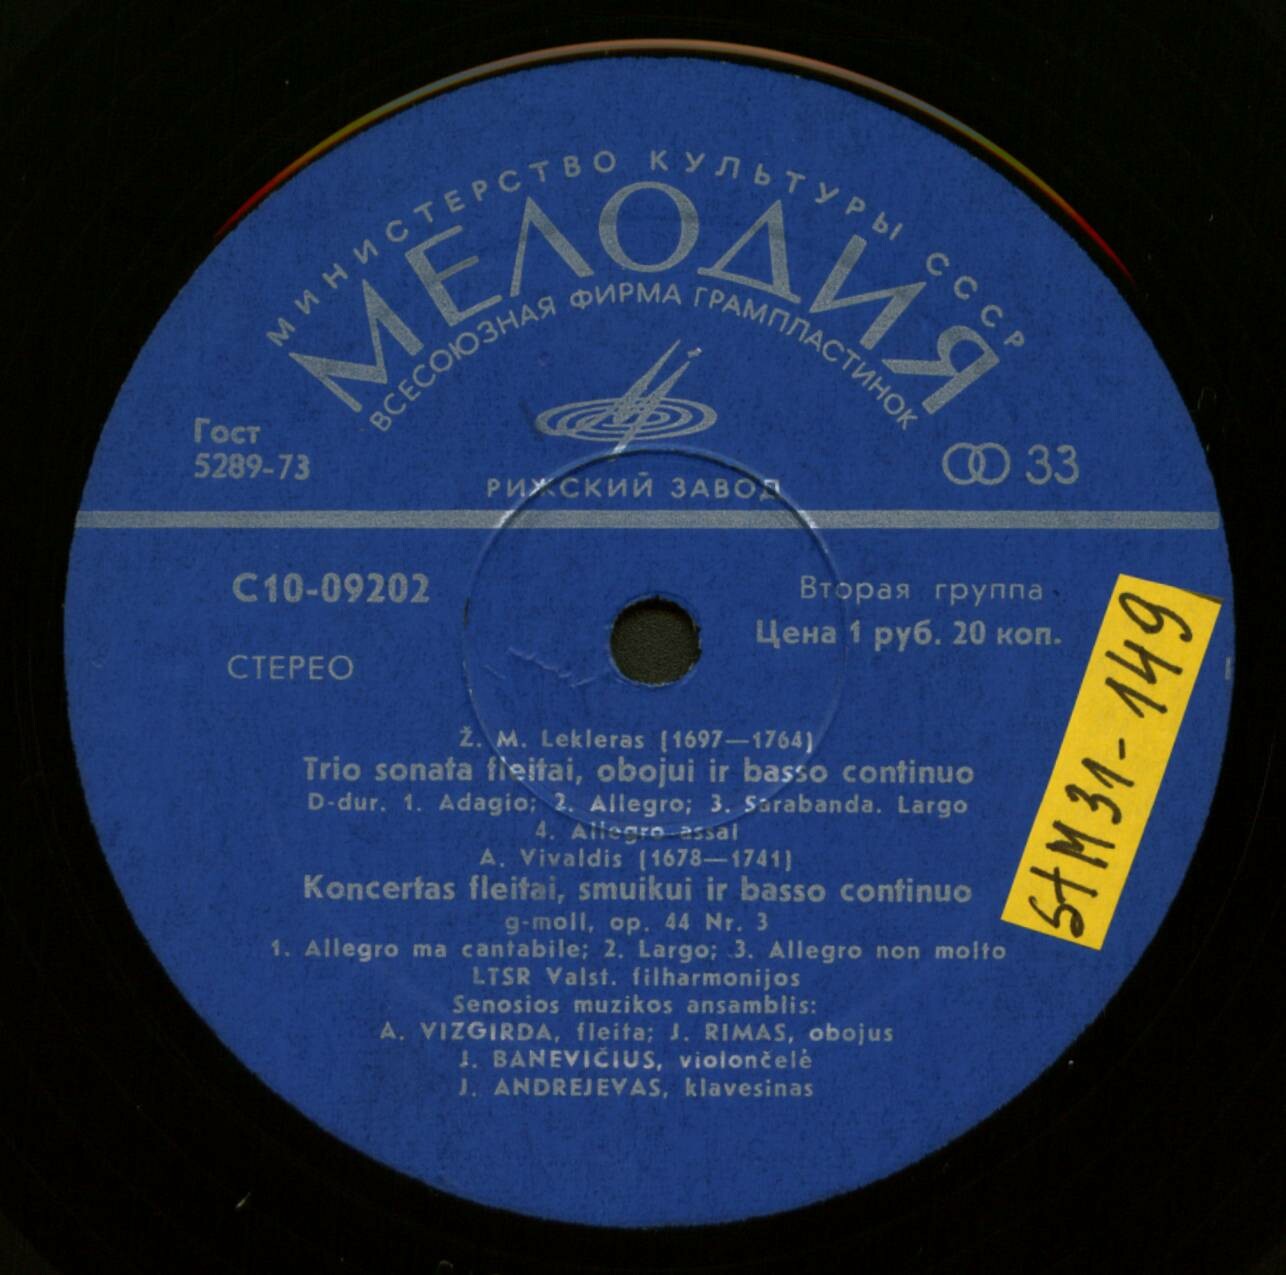 МИНИСТЕРСТВО КУЛЬТУРЫ СССР
МЕЛОДИЯ
ВСЕСОЮЗНАЯ ФИРМА ГРАМПЛАСТИНОК
Гост
5289-73
33
РИЖСКИЙ ЗАВОД
С10-09202
Вторая группа
Цена 1 руб. 20 коп.
СТЕРЕО
StM31-149
Ž. M. Lekleras (1697—1764)
Trio sonata fleitai, obojui ir basso continuo
D-dur. 1. Adagio; 2. Allegro; 3. Sarabanda. Largo
4. Allegro assai
A. Vivaldis (1678—1741)
Koncertas fleitai, smuikui ir basso continuo
g-moll, op. 44 Nr. 3
1. Allegro ma cantabile; 2. Largo; 3. Allegro non molto
LTSR Valst. filharmonijos
Senosios muzikos ansamblis:
A. VIZGIRDA, fleita; J. RIMAS, obojus
J. BANEVIČIUS, violončelė
J. ANDREJEVAS, klavesinas